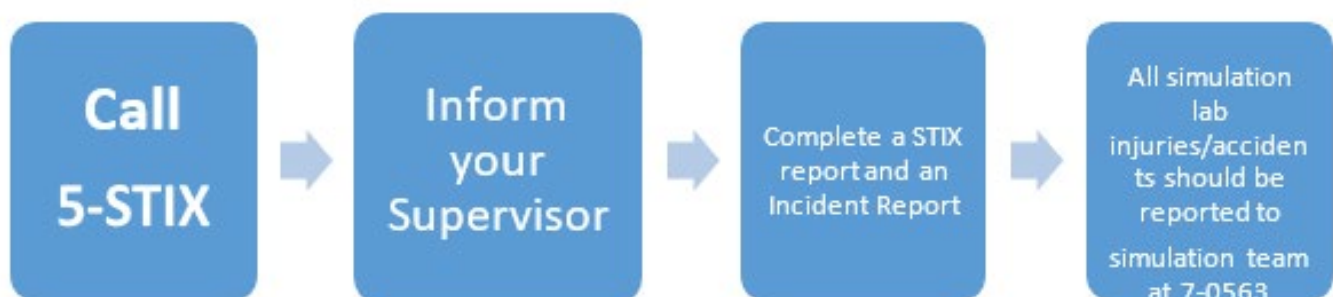 Call
5-STIX
Inform
your
Supervisor
Complete a STIX
report and an
Incident Report
All simulation
lab
injuries/acciden
ts should be
reported to
simulation team
at 7-0563